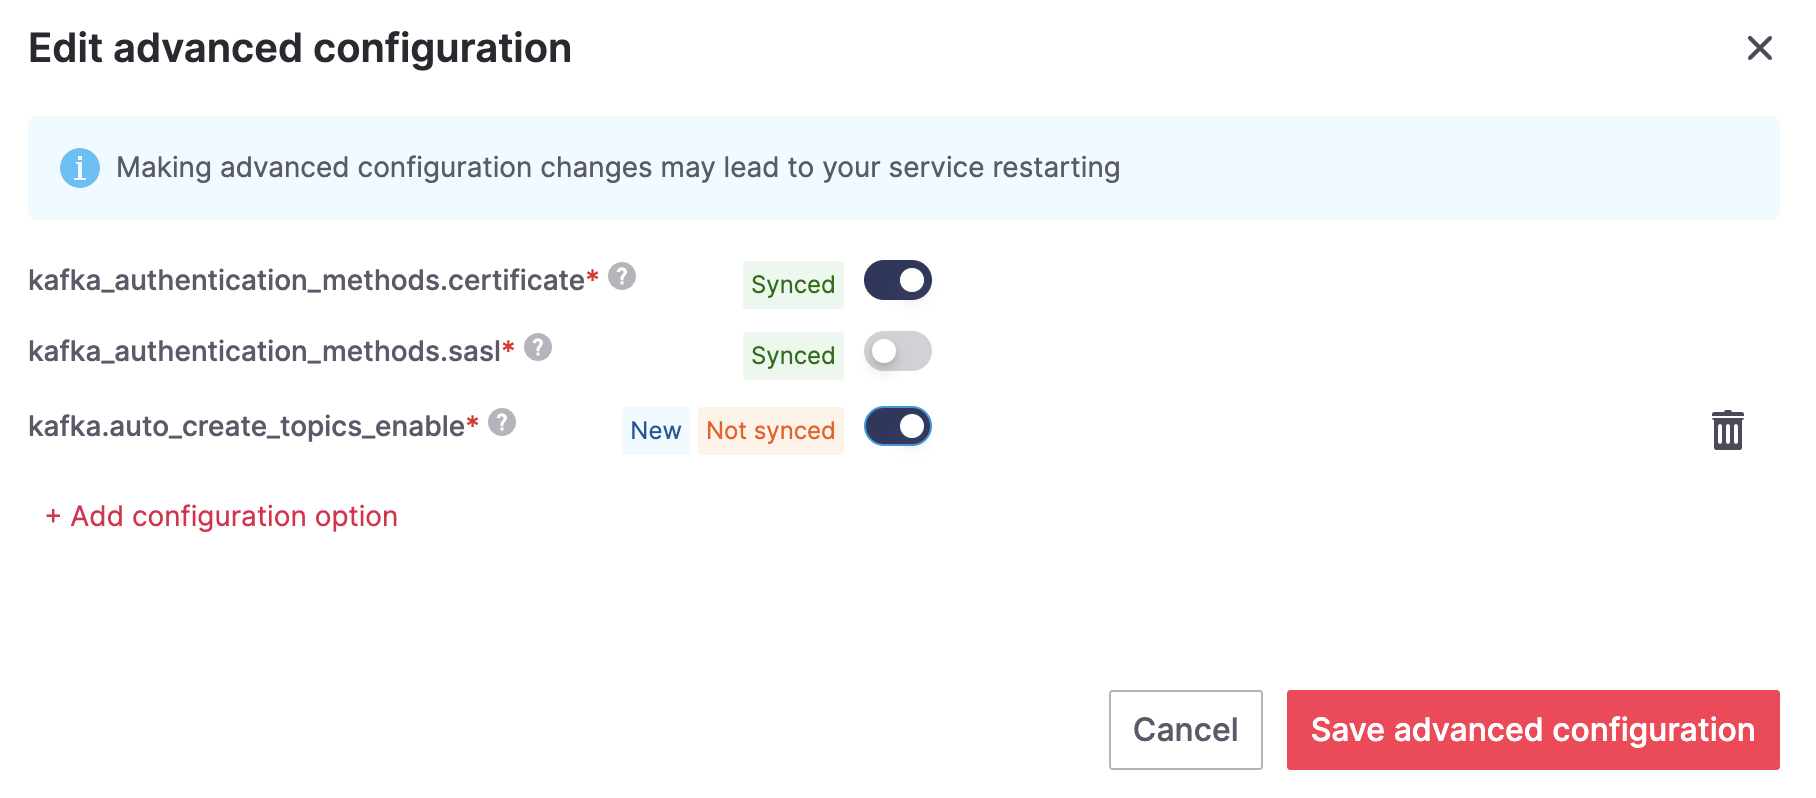 Edit advanced configuration
Making advanced configuration changes may lead to your service restarting
kafka_authentication_methods.certificate* ? Synced
kafka_authentication_methods.sasl* ? Synced
kafka.auto_create_topics_enable* ? New Not synced
+ Add configuration option
Cancel Save advanced configuration